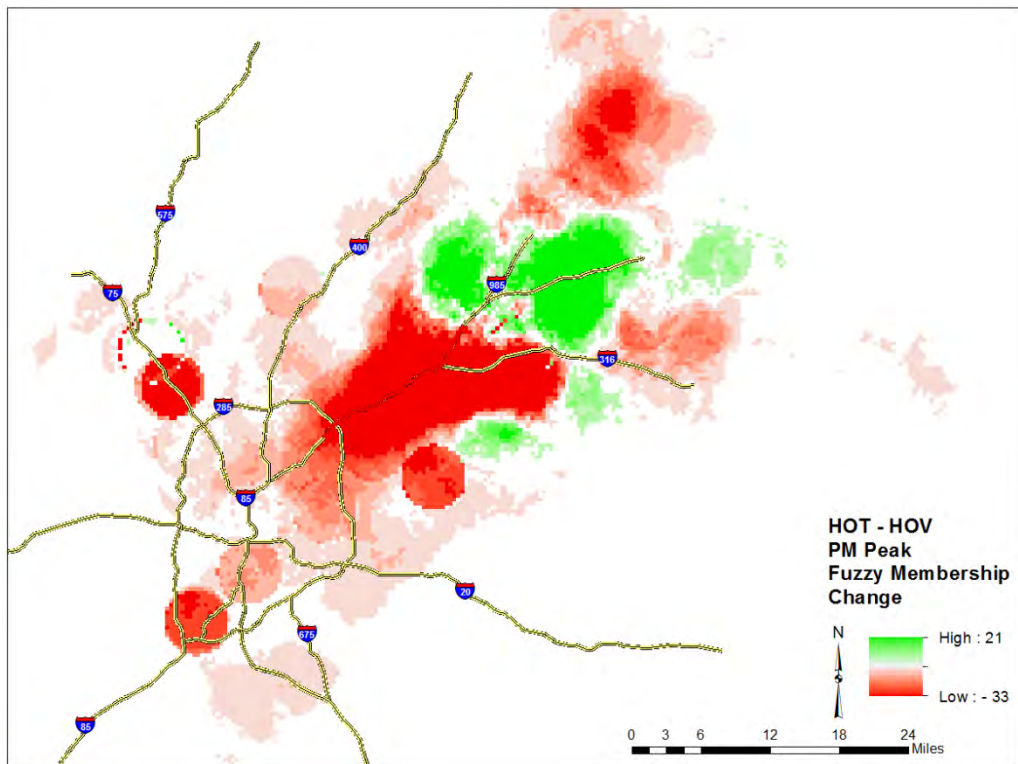 575
400
75
985
316
285
85
HOT - HOV
PM Peak
Fuzzy Membership
Change
N
High : 21
Low : - 33
20
675
85
0 3 6 12 18 24
Miles